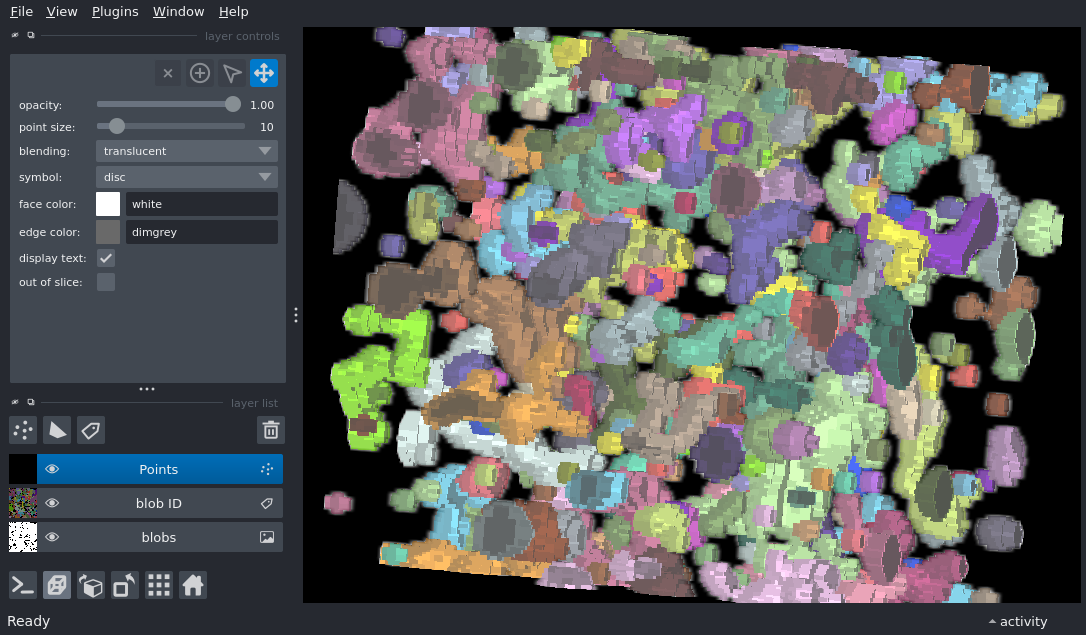 File View Plugins Window Help
layer controls
opacity: 1.00
point size: 10
blending: translucent
symbol: disc
face color: white
edge color: dimgrey
display text:
out of slice:
layer list
Points
blob ID
blobs
Ready activity